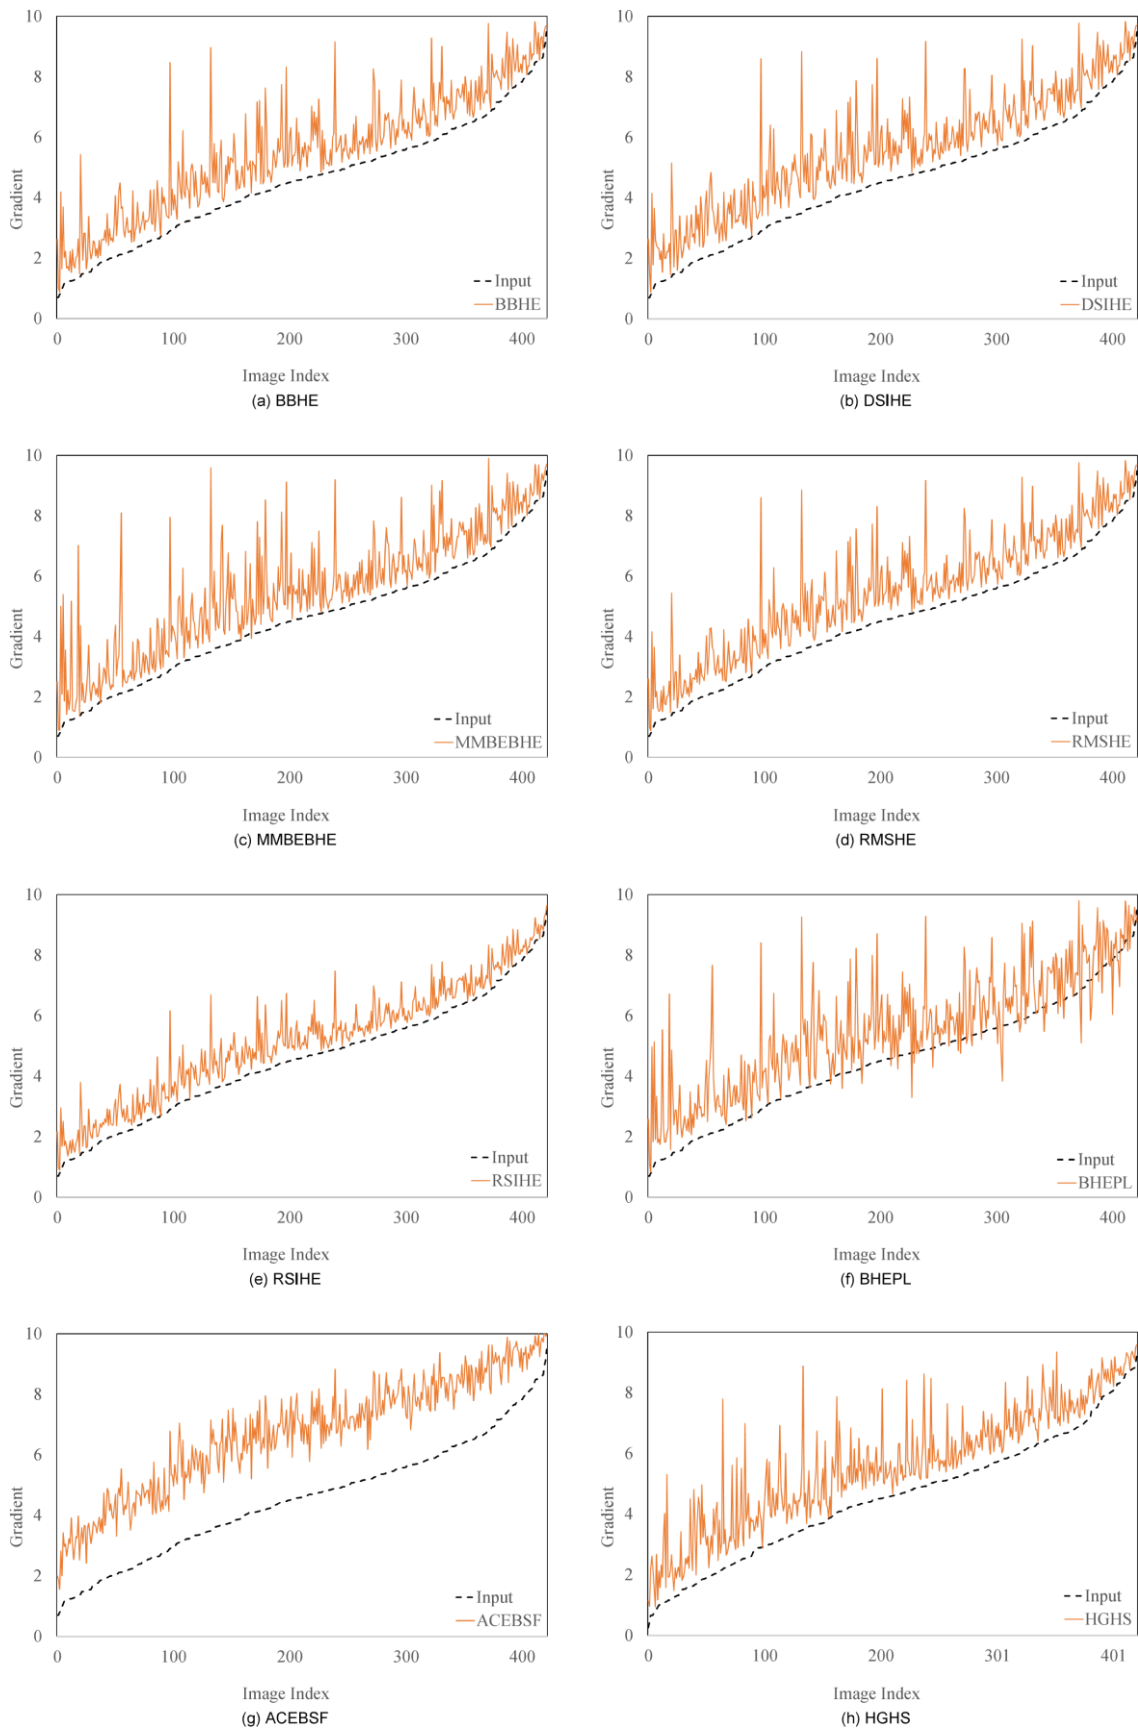 10
8
6
4
2
0
Gradient
Input
BBHE
0 100 200 300 400
Image Index
(a) BBHE
10
8
6
4
2
0
Gradient
Input
DSIHE
0 100 200 300 400
Image Index
(b) DSIHE
10
8
6
4
2
0
Gradient
Input
MMBEBHE
0 100 200 300 400
Image Index
(c) MMBEBHE
10
8
6
4
2
0
Gradient
Input
RMSHE
0 100 200 300 400
Image Index
(d) RMSHE
10
8
6
4
2
0
Gradient
Input
RSIHE
0 100 200 300 400
Image Index
(e) RSIHE
10
8
6
4
2
0
Gradient
Input
BHEPL
0 100 200 300 400
Image Index
(f) BHEPL
10
8
6
4
2
0
Gradient
Input
ACEBSF
0 100 200 300 400
Image Index
(g) ACEBSF
10
8
6
4
2
0
Gradient
Input
HGHS
0 100 200 301 401
Image Index
(h) HGHS